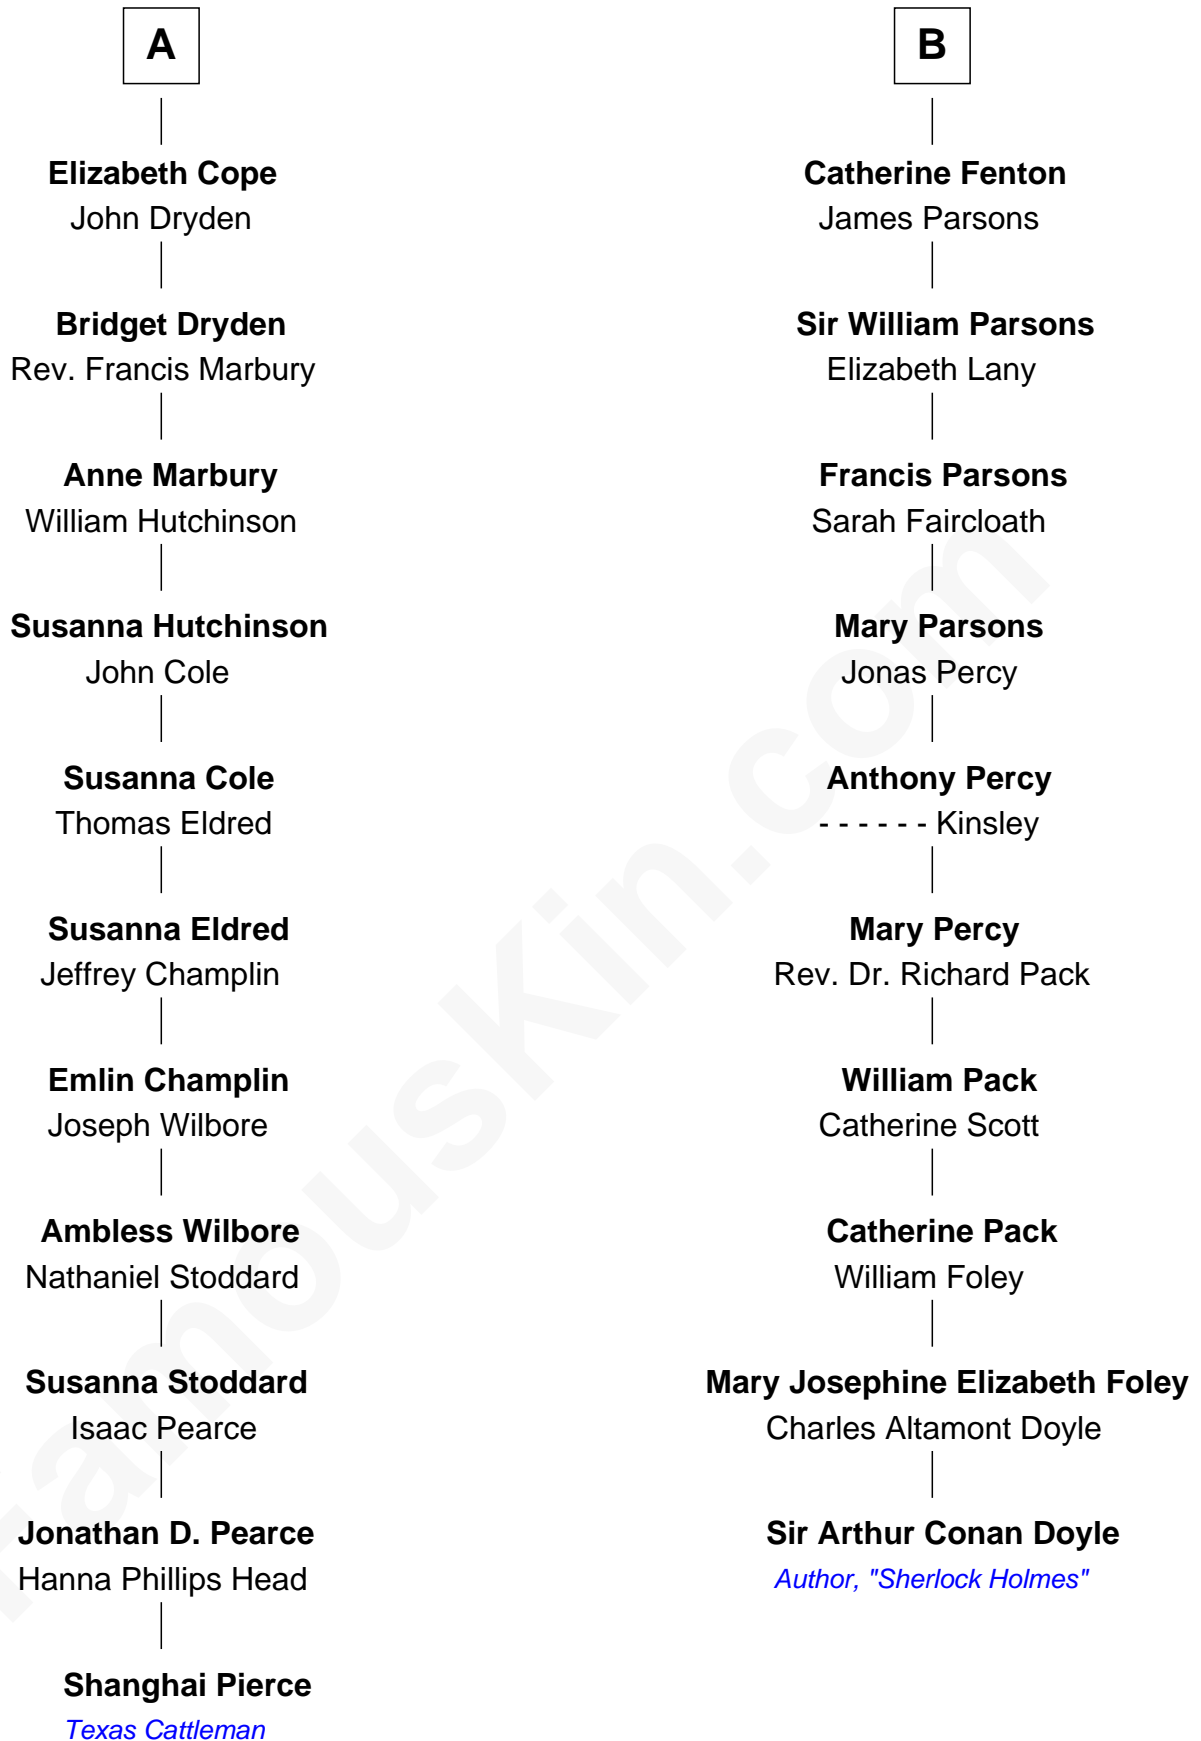 A
Elizabeth Cope
John Dryden
Bridget Dryden
Rev. Francis Marbury
Anne Marbury
William Hutchinson
Susanna Hutchinson
John Cole
Susanna Cole
Thomas Eldred
Susanna Eldred
Jeffrey Champlin
Emlin Champlin
Joseph Wilbore
Ambless Wilbore
Nathaniel Stoddard
Susanna Stoddard
Isaac Pearce
Jonathan D. Pearce
Hanna Phillips Head
Shanghai Pierce
Texas Cattleman
B
Catherine Fenton
James Parsons
Sir William Parsons
Elizabeth Lany
Francis Parsons
Sarah Faircloath
Mary Parsons
Jonas Percy
Anthony Percy
- - - - - - Kinsley
Mary Percy
Rev. Dr. Richard Pack
William Pack
Catherine Scott
Catherine Pack
William Foley
Mary Josephine Elizabeth Foley
Charles Altamont Doyle
Sir Arthur Conan Doyle
Author, "Sherlock Holmes"
FamousKin.com